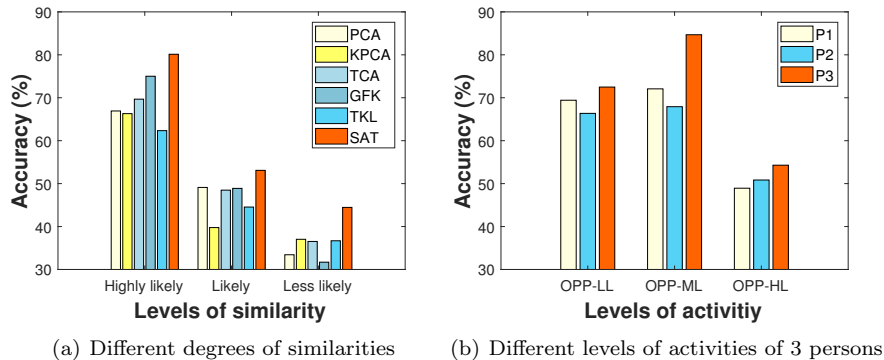 90
80
70
60
50
40
30
Accuracy (%)
PCA
KPCA
TCA
GFK
TKL
SAT
Highly likely Likely Less likely
Levels of similarity
(a) Different degrees of similarities
90
80
70
60
50
40
30
Accuracy (%)
P1
P2
P3
OPP-LL OPP-ML OPP-HL
Levels of activitiy
(b) Different levels of activities of 3 persons